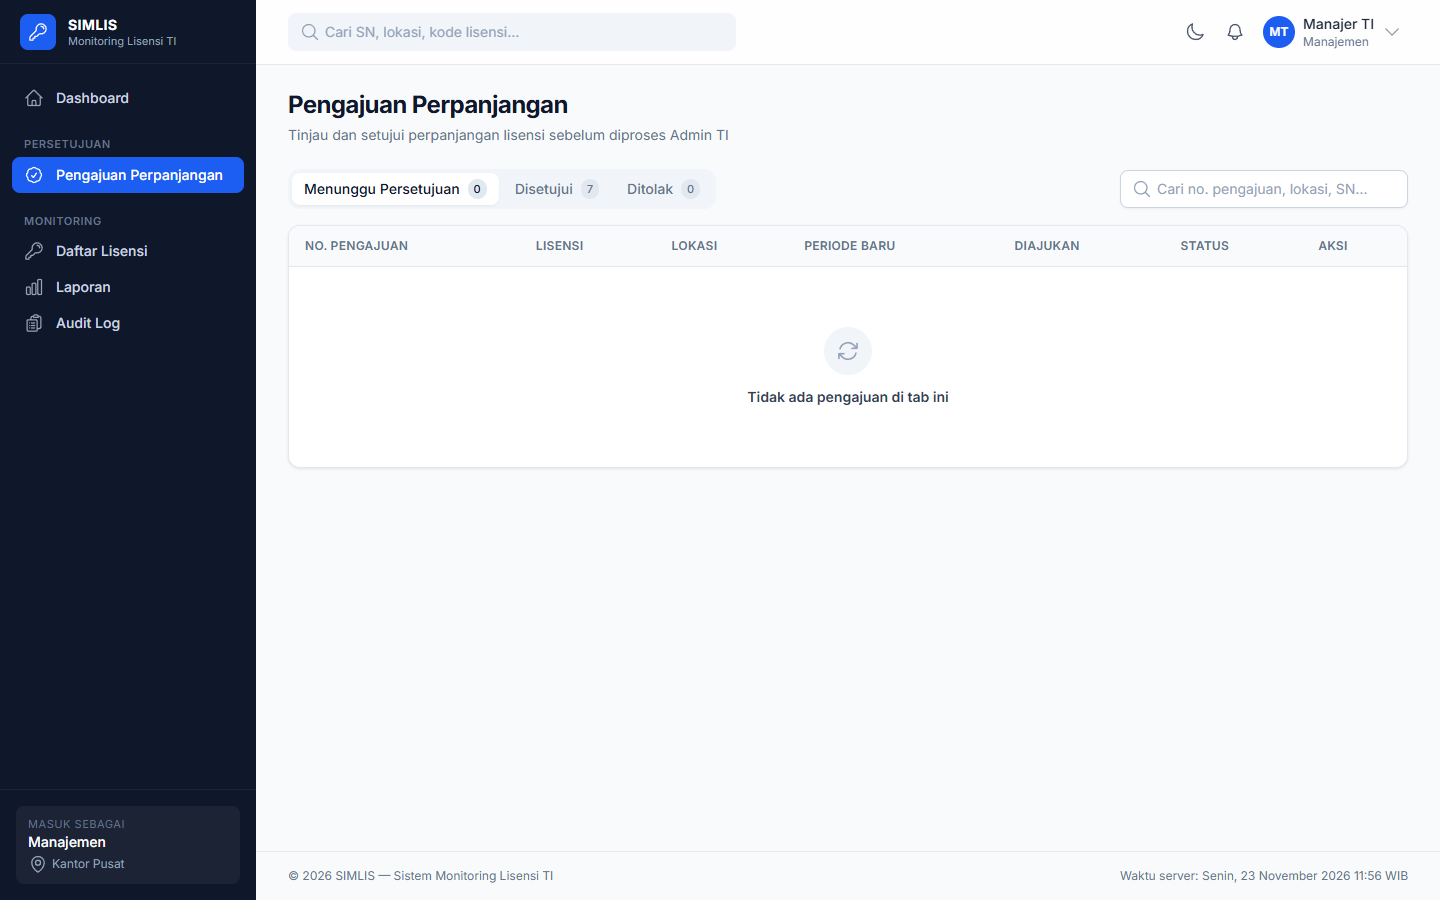 SIMLIS
Monitoring Lisensi TI
Cari SN, lokasi, kode lisensi...
MT
Manajer TI
Manajemen
Dashboard
PERSETUJUAN
Pengajuan Perpanjangan
MONITORING
Daftar Lisensi
Laporan
Audit Log
MASUK SEBAGAI
Manajemen
Kantor Pusat
Pengajuan Perpanjangan
Tinjau dan setujui perpanjangan lisensi sebelum diproses Admin TI
Menunggu Persetujuan 0 Disetujui 7 Ditolak 0
Cari no. pengajuan, lokasi, SN...
NO. PENGAJUAN LISENSI LOKASI PERIODE BARU DIAJUKAN STATUS AKSI
Tidak ada pengajuan di tab ini
© 2026 SIMLIS — Sistem Monitoring Lisensi TI
Waktu server: Senin, 23 November 2026 11:56 WIB